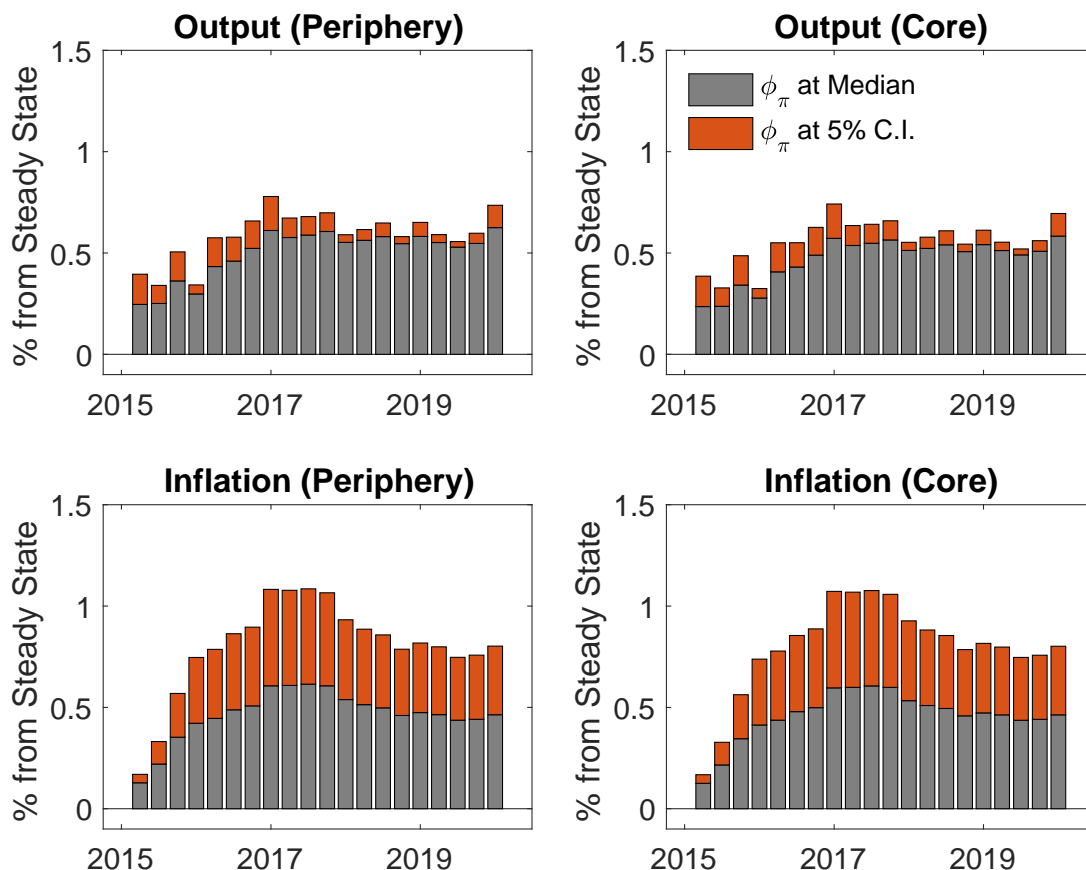 Output (Periphery)
% from Steady State
1.5
1
0.5
0
2015 2017 2019
Output (Core)
% from Steady State
1.5
1
0.5
0
2015 2017 2019
ϕ_π at Median
ϕ_π at 5% C.I.
Inflation (Periphery)
% from Steady State
1.5
1
0.5
0
2015 2017 2019
Inflation (Core)
% from Steady State
1.5
1
0.5
0
2015 2017 2019